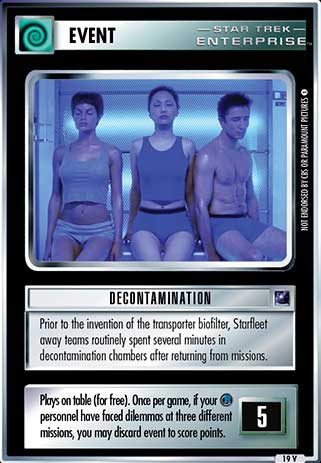 EVENT
STAR TREK
ENTERPRISE™
NOT ENDORSED BY CBS OR PARAMOUNT PICTURES
DECONTAMINATION
Prior to the invention of the transporter biofilter, Starfleet
away teams routinely spent several minutes in
decontamination chambers after returning from missions.
Plays on table (for free). Once per game, if your
personnel have faced dilemmas at three different
missions, you may discard event to score points.
5
19 V